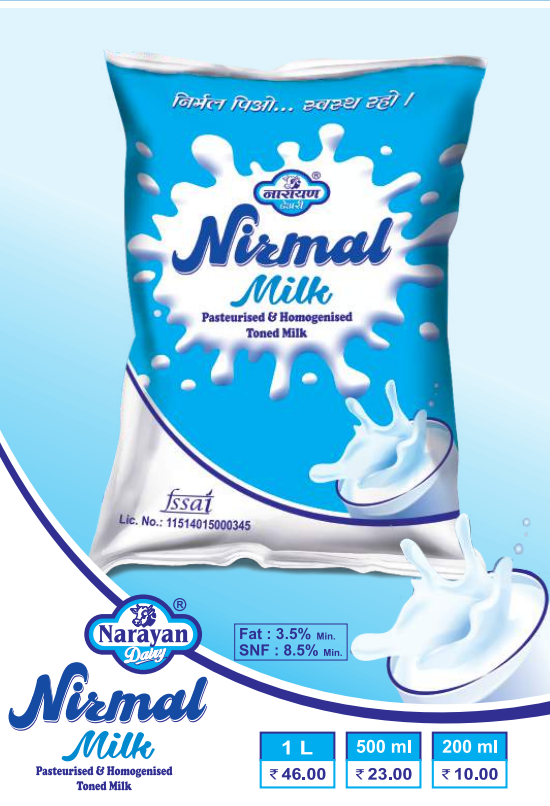 निर्मल पिओ... स्वस्थ रहो !
नारायण ®
डेअरी
Nirmal
Milk
Pasteurised & Homogenised
Toned Milk
fssai
Lic. No.: 11514015000345
Narayan ®
Dairy
Fat : 3.5% Min.
SNF : 8.5% Min.
Nirmal
Milk
Pasteurised & Homogenised
Toned Milk
1 L 500 ml 200 ml
₹ 46.00 ₹ 23.00 ₹ 10.00